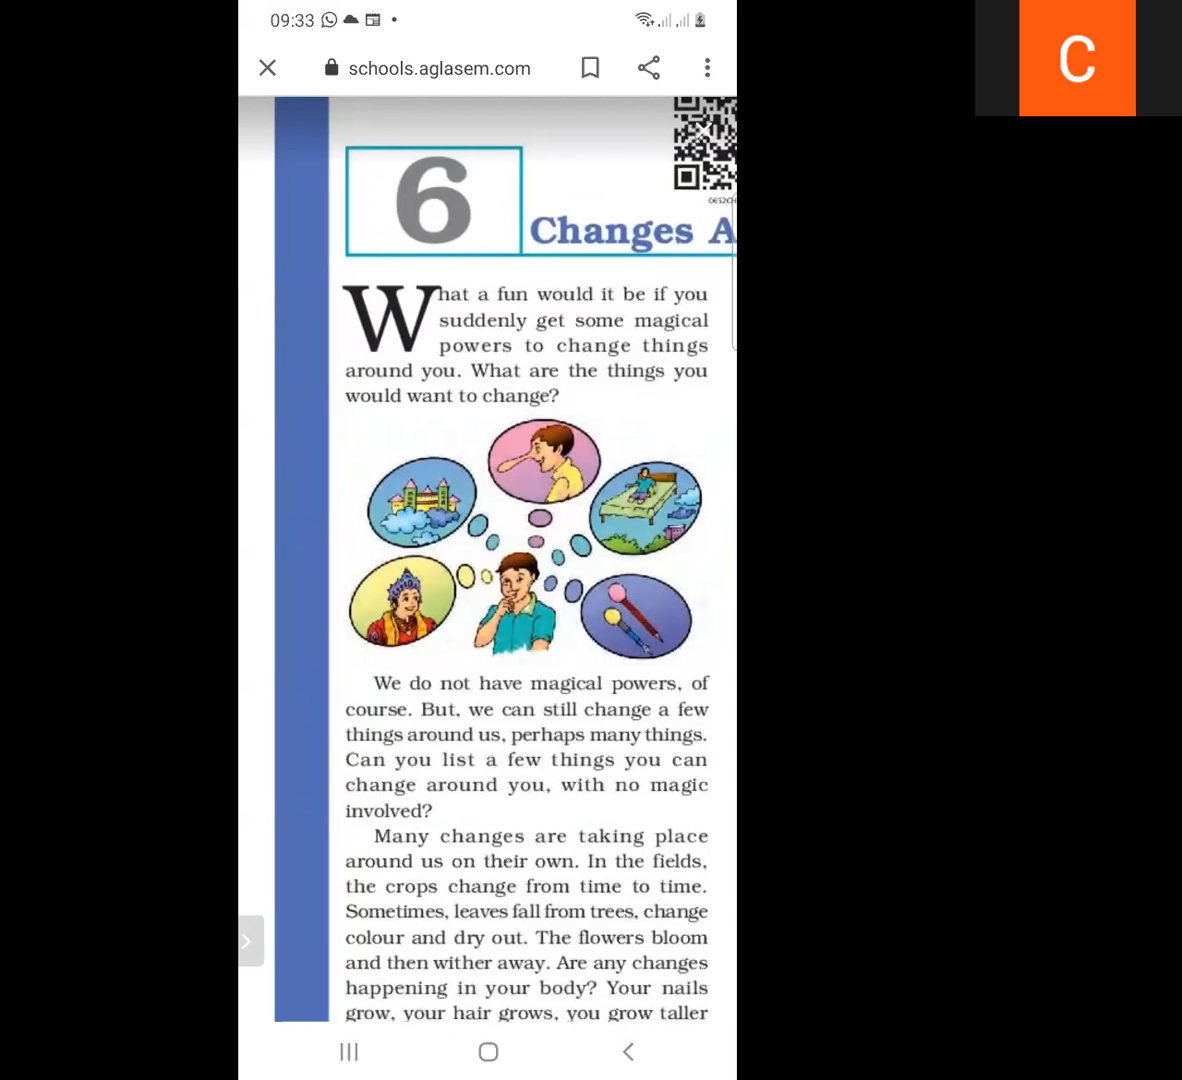 09:33
schools.aglasem.com
C
6
Changes A
What a fun would it be if you
suddenly get some magical
powers to change things
around you. What are the things you
would want to change?
We do not have magical powers, of
course. But, we can still change a few
things around us, perhaps many things.
Can you list a few things you can
change around you, with no magic
involved?
Many changes are taking place
around us on their own. In the fields,
the crops change from time to time.
Sometimes, leaves fall from trees, change
colour and dry out. The flowers bloom
and then wither away. Are any changes
happening in your body? Your nails
grow, your hair grows, you grow taller